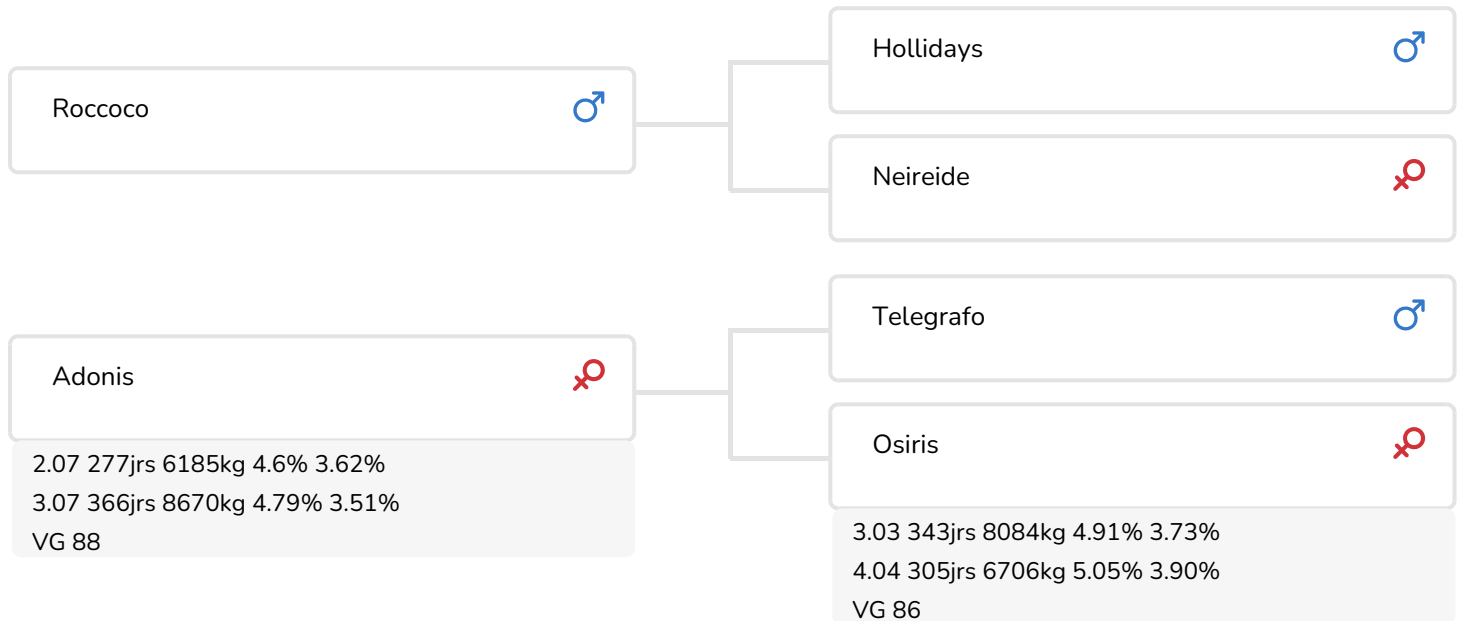 Roccoco
Adonis
2.07 277jrs 6185kg 4.6% 3.62%
3.07 366jrs 8670kg 4.79% 3.51%
VG 88
Hollidays
Neireide
Telegrafo
Osiris
3.03 343jrs 8084kg 4.91% 3.73%
4.04 305jrs 6706kg 5.05% 3.90%
VG 86